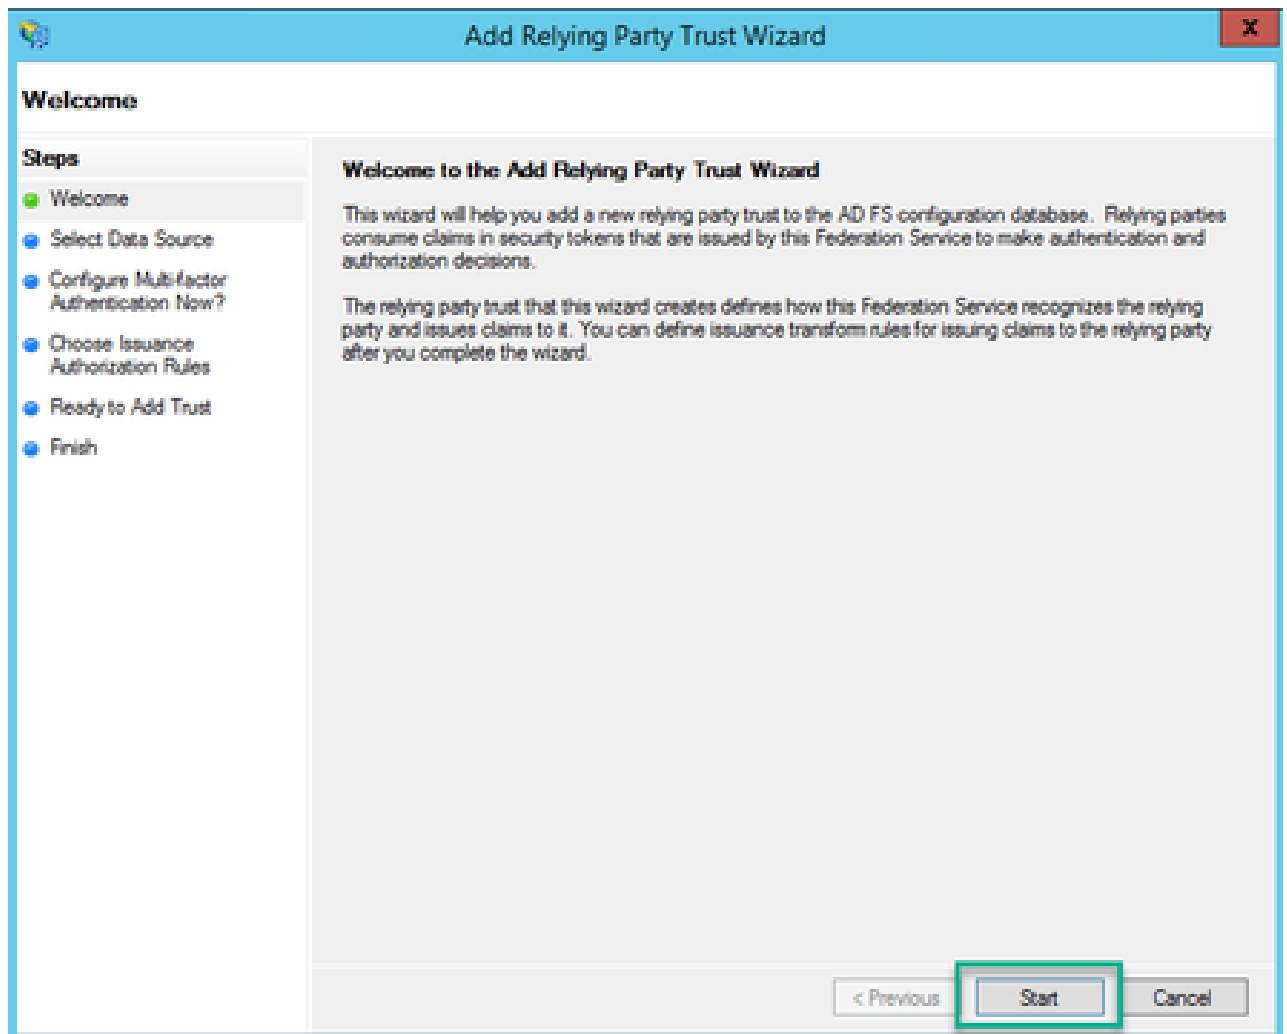 Add Relying Party Trust Wizard
X
Welcome
Steps
Welcome
Select Data Source
Configure Multi-factor
Authentication Now?
Choose Issuance
Authorization Rules
Ready to Add Trust
Finish
Welcome to the Add Relying Party Trust Wizard
This wizard will help you add a new relying party trust to the AD FS configuration database. Relying parties
consume claims in security tokens that are issued by this Federation Service to make authentication and
authorization decisions.
The relying party trust that this wizard creates defines how this Federation Service recognizes the relying
party and issues claims to it. You can define issuance transform rules for issuing claims to the relying party
after you complete the wizard.
< Previous
Start
Cancel